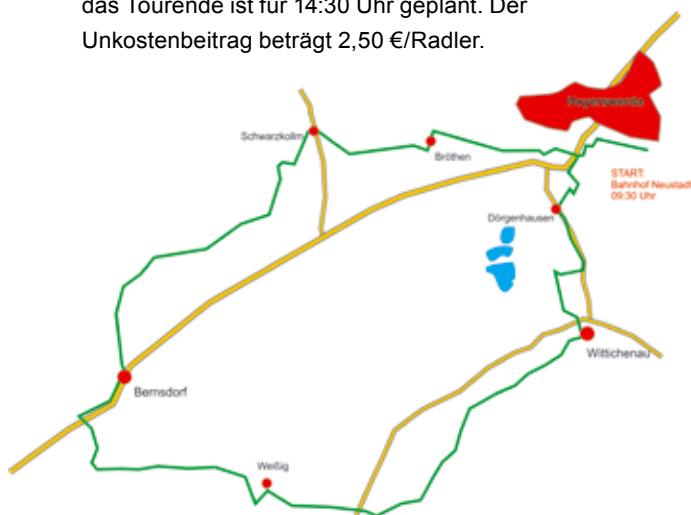 das Tourende ist für 14:30 Uhr geplant. Der
Unkostenbeitrag beträgt 2,50 €/Radler.
Hoyerswerda
Schwarzkollm
Bröthen
START:
Bahnhof Neustadt
09:30 Uhr
Dörgenhausen
Wittichenau
Bernsdorf
Weißig